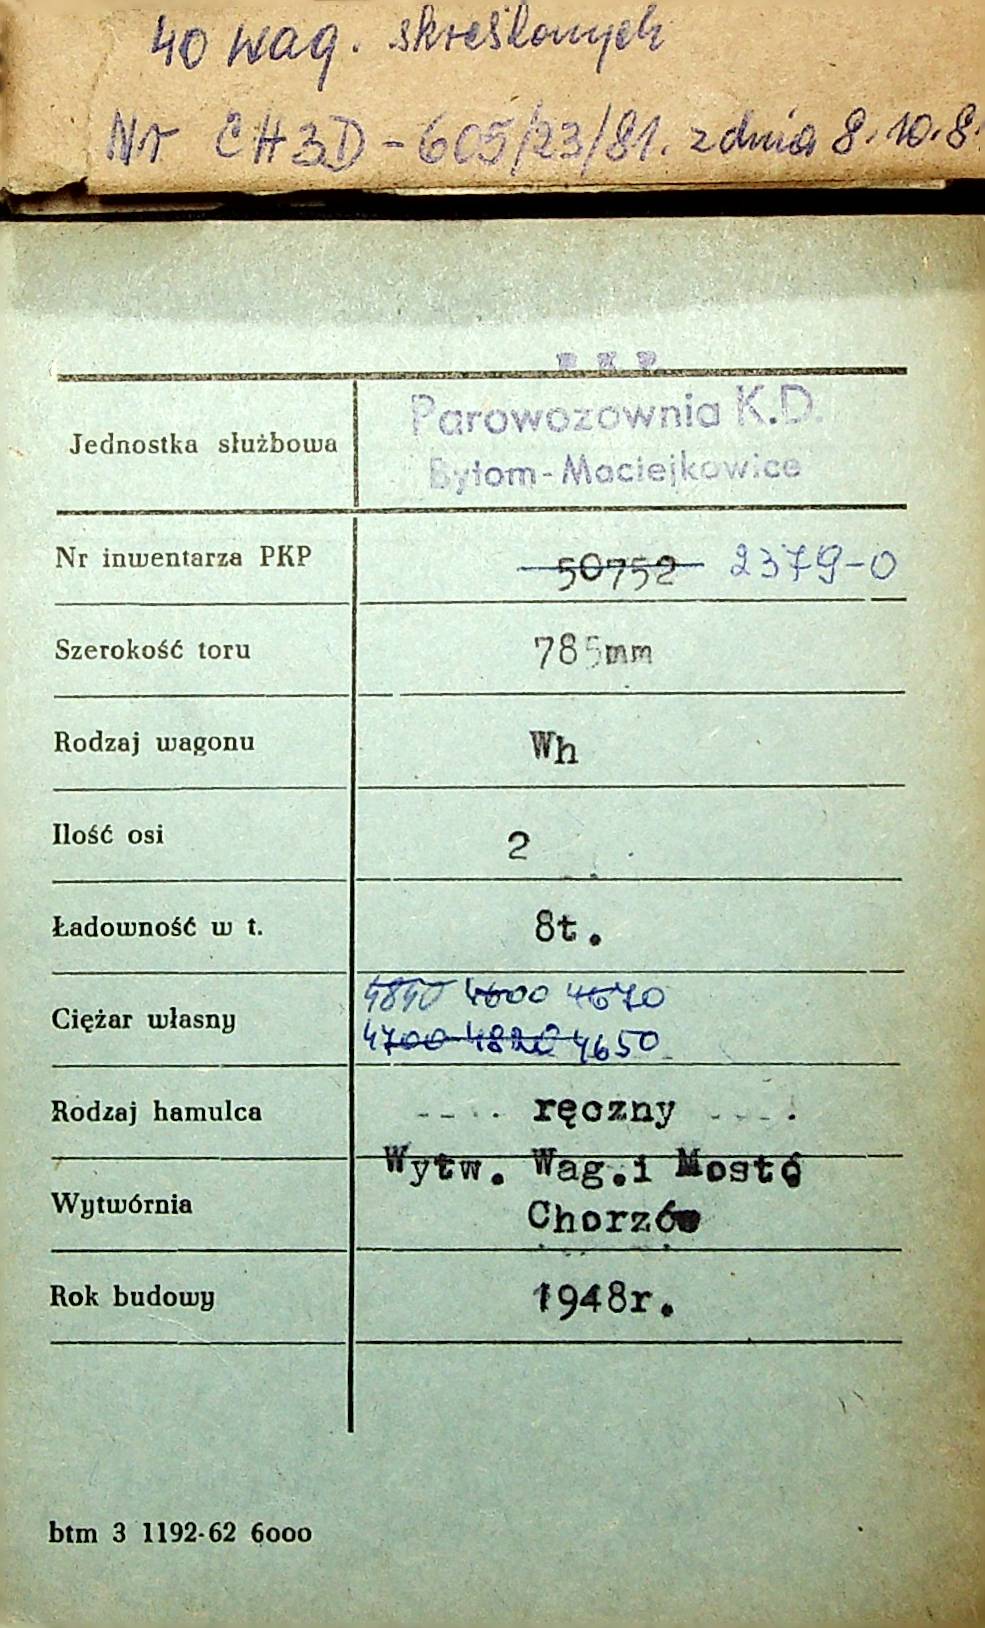 40 wag. skreślonych
Nr CH3D-605/23/81. z dnia 8.10.8
P. K. P.
Jednostka służbowa Parowozownia K.D.
Bytom-Maciejkowice
Nr inwentarza PKP 50752 2379-0
Szerokość toru 785mm
Rodzaj wagonu Wh
Ilość osi 2
Ładowność w t. 8t.
4840 4600 4670
Ciężar własny
4700 4820 4650
Rodzaj hamulca ręczny
Wytw. Wag.i Mostó
Wytwórnia
Chorzów
Rok budowy 1948r.
btm 3 1192-62 6000